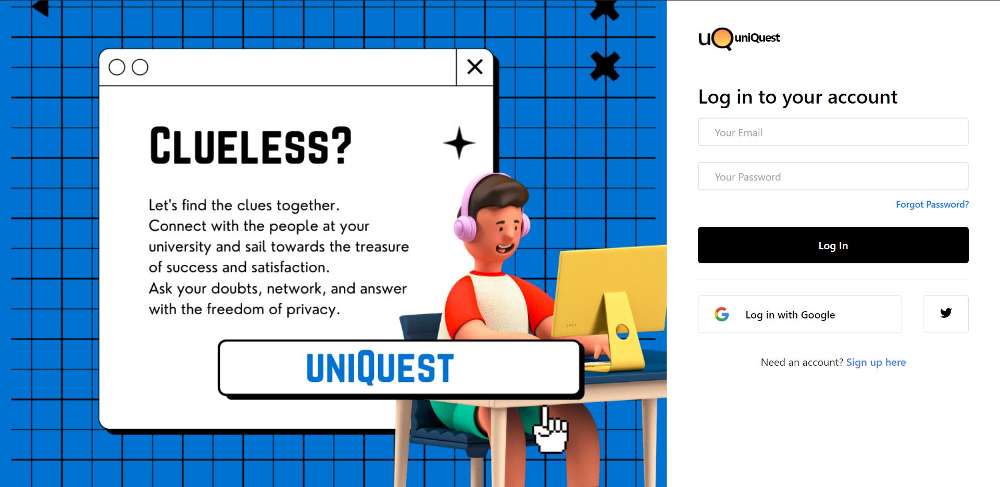 Clueless?
Let's find the clues together.
Connect with the people at your
university and sail towards the treasure
of success and satisfaction.
Ask your doubts, network, and answer
with the freedom of privacy.
uniQuest
uQ uniQuest
Log in to your account
Your Email
Your Password
Forgot Password?
Log In
Log in with Google
Need an account? Sign up here